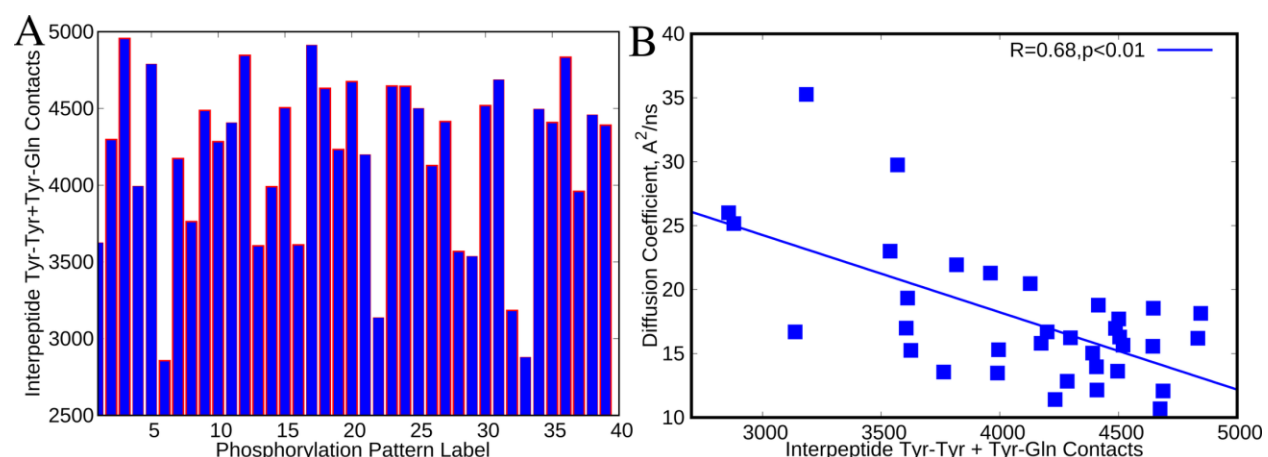 A
Interpeptide Tyr-Tyr+Tyr-Gln Contacts
5000
4500
4000
3500
3000
2500
5 10 15 20 25 30 35 40
Phosphorylation Pattern Label
B
Diffusion Coefficient, A^2/ns
40
35
30
25
20
15
10
R=0.68,p<0.01
3000 3500 4000 4500 5000
Interpeptide Tyr-Tyr + Tyr-Gln Contacts